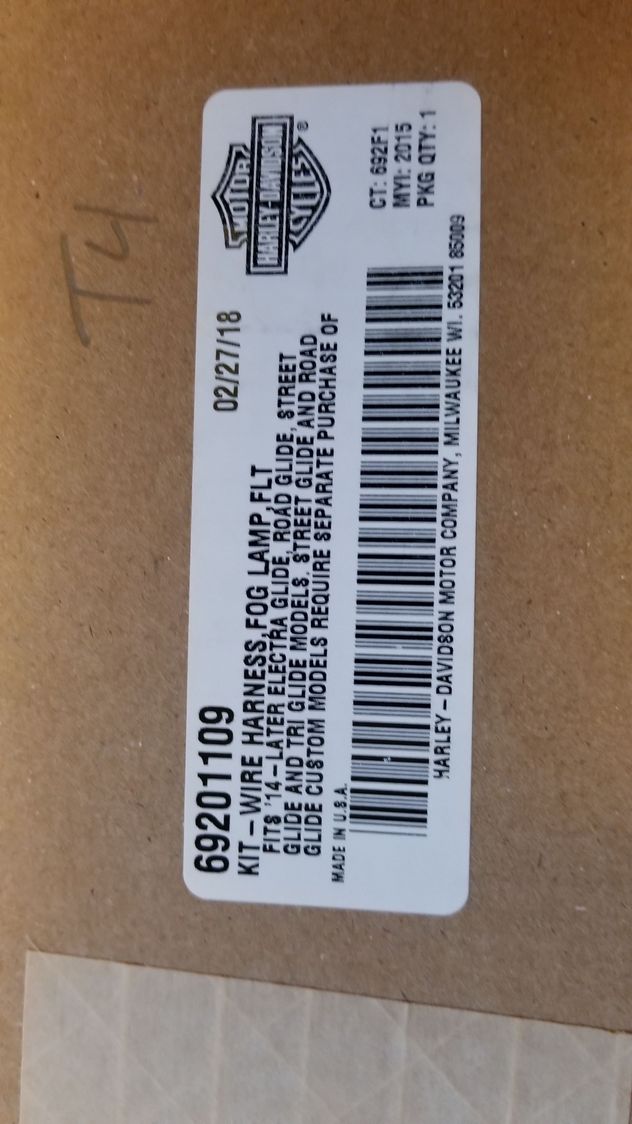 T4
MOTOR
HARLEY-DAVIDSON
CYCLES
®
69201109
02/27/18
KIT-WIRE HARNESS,FOG LAMP,FLT
FITS '14-LATER ELECTRA GLIDE, ROAD GLIDE, STREET
GLIDE AND TRI GLIDE MODELS. STREET GLIDE AND ROAD
GLIDE CUSTOM MODELS REQUIRE SEPARATE PURCHASE OF
MADE IN U.S.A.
CT: 692F1
MYI: 2015
PKG QTY: 1
HARLEY-DAVIDSON MOTOR COMPANY, MILWAUKEE WI. 53201 85009